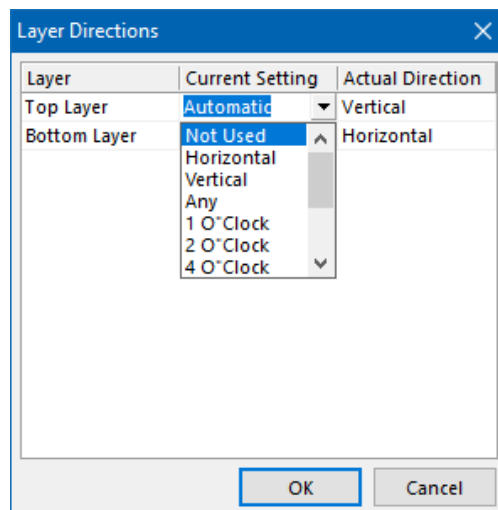 Layer Directions
Layer Current Setting Actual Direction
Top Layer Automatic Vertical
Bottom Layer Not Used Horizontal
Horizontal
Vertical
Any
1 O"Clock
2 O"Clock
4 O"Clock
OK Cancel